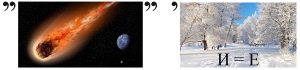 ,, ,, , И = Е